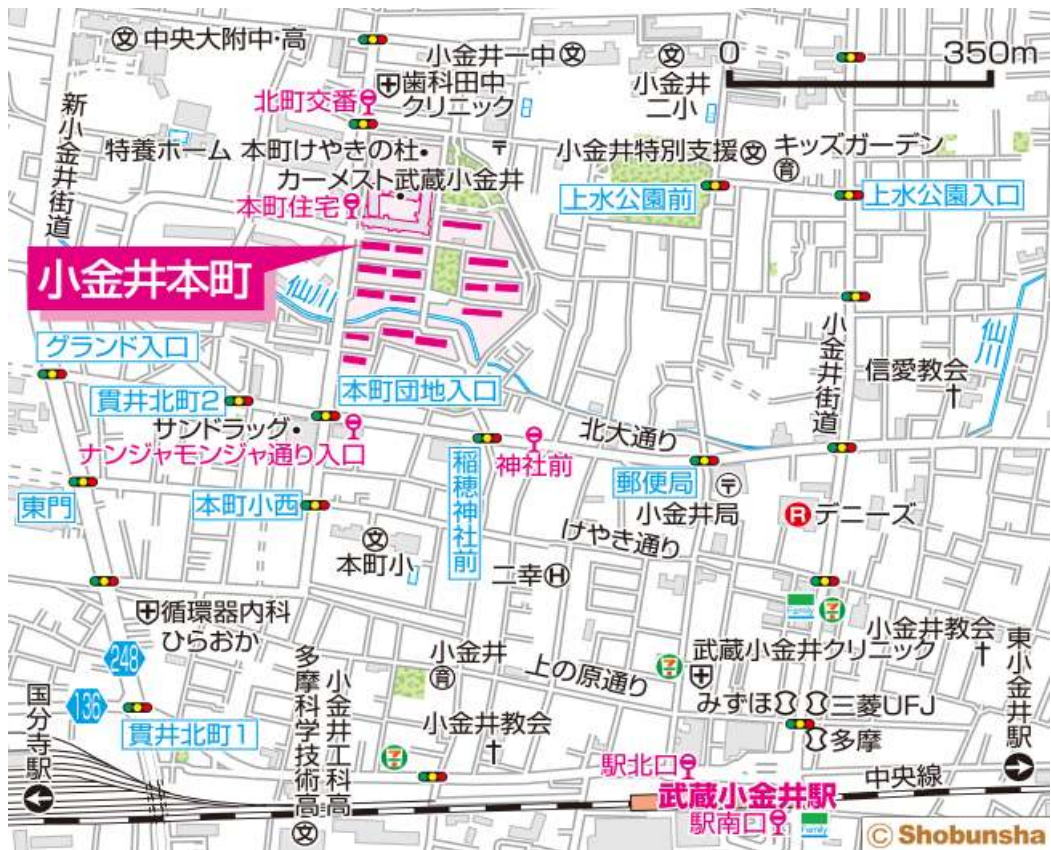 中央大附中・高
小金井一中
小金井
二小
0 350m
歯科田中
クリニック
北町交番
新小金井街道
特養ホーム 本町けやきの杜
カーメスト武蔵小金井
小金井特別支援
キッズガーデン
上水公園前
上水公園入口
本町住宅
小金井本町
仙川
仙川
グランド入口
貫井北町2
本町団地入口
小金井街道
信愛教会
サンドラッグ
ナンジャモンジャ通り入口
北大通り
神社前
稲穂神社前
郵便局
小金井局
東門
本町小西
デニーズ
けやき通り
本町小
二幸
循環器内科
ひらおか
Family
小金井教会
武蔵小金井クリニック
東小金井駅
248
136
国分寺駅
貫井北町1
多摩科学技術高
小金井工科高
小金井
上の原通り
小金井教会
みずほ
三菱UFJ
多摩
駅北口
中央線
武蔵小金井駅
駅南口
Family
© Shobunsha